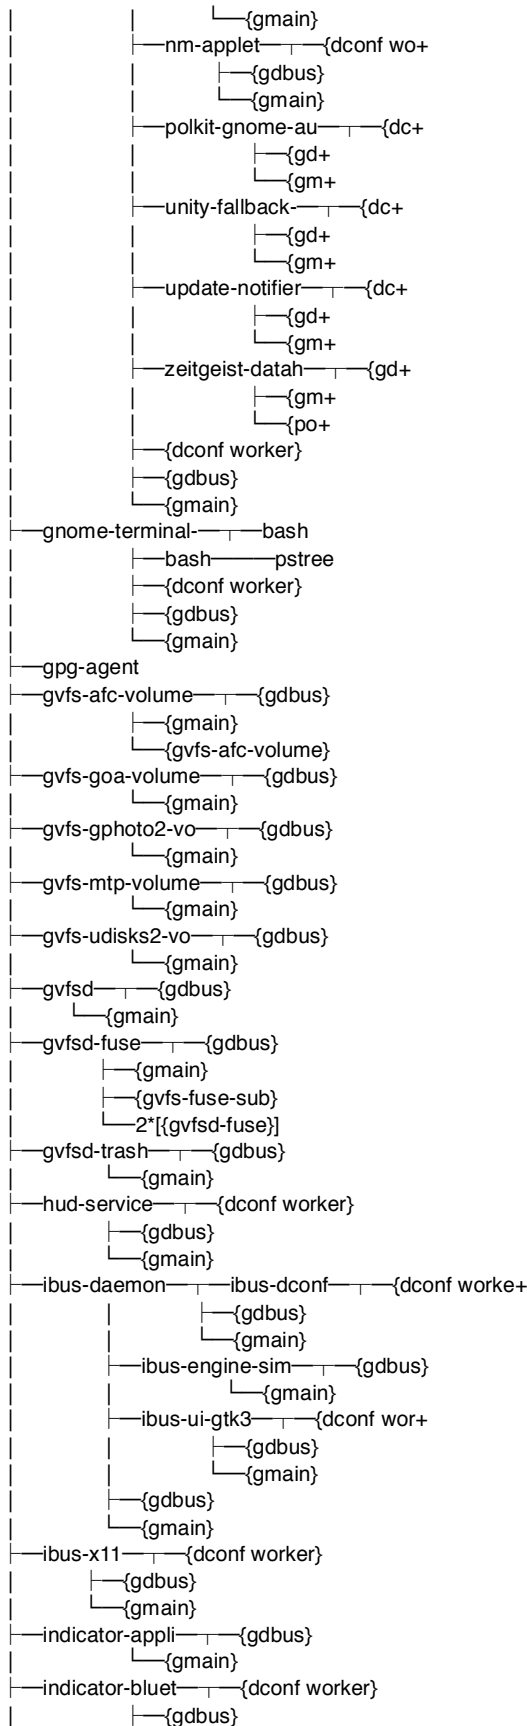 │ │ └─{gmain}
│ ├─nm-applet─┬─{dconf wo+
│ │ ├─{gdbus}
│ │ └─{gmain}
│ ├─polkit-gnome-au─┬─{dc+
│ │ ├─{gd+
│ │ └─{gm+
│ ├─unity-fallback-─┬─{dc+
│ │ ├─{gd+
│ │ └─{gm+
│ ├─update-notifier─┬─{dc+
│ │ ├─{gd+
│ │ └─{gm+
│ ├─zeitgeist-datah─┬─{gd+
│ │ ├─{gm+
│ │ └─{po+
│ ├─{dconf worker}
│ ├─{gdbus}
│ └─{gmain}
├─gnome-terminal-─┬─bash
│ ├─bash───pstree
│ ├─{dconf worker}
│ ├─{gdbus}
│ └─{gmain}
├─gpg-agent
├─gvfs-afc-volume─┬─{gdbus}
│ ├─{gmain}
│ └─{gvfs-afc-volume}
├─gvfs-goa-volume─┬─{gdbus}
│ └─{gmain}
├─gvfs-gphoto2-vo─┬─{gdbus}
│ └─{gmain}
├─gvfs-mtp-volume─┬─{gdbus}
│ └─{gmain}
├─gvfs-udisks2-vo─┬─{gdbus}
│ └─{gmain}
├─gvfsd─┬─{gdbus}
│ └─{gmain}
├─gvfsd-fuse─┬─{gdbus}
│ ├─{gmain}
│ ├─{gvfs-fuse-sub}
│ └─2*[{gvfsd-fuse}]
├─gvfsd-trash─┬─{gdbus}
│ └─{gmain}
├─hud-service─┬─{dconf worker}
│ ├─{gdbus}
│ └─{gmain}
├─ibus-daemon─┬─ibus-dconf─┬─{dconf worke+
│ │ ├─{gdbus}
│ │ └─{gmain}
│ ├─ibus-engine-sim─┬─{gdbus}
│ │ └─{gmain}
│ ├─ibus-ui-gtk3─┬─{dconf wor+
│ │ ├─{gdbus}
│ │ └─{gmain}
│ ├─{gdbus}
│ └─{gmain}
├─ibus-x11─┬─{dconf worker}
│ ├─{gdbus}
│ └─{gmain}
├─indicator-appli─┬─{gdbus}
│ └─{gmain}
├─indicator-bluet─┬─{dconf worker}
│ ├─{gdbus}